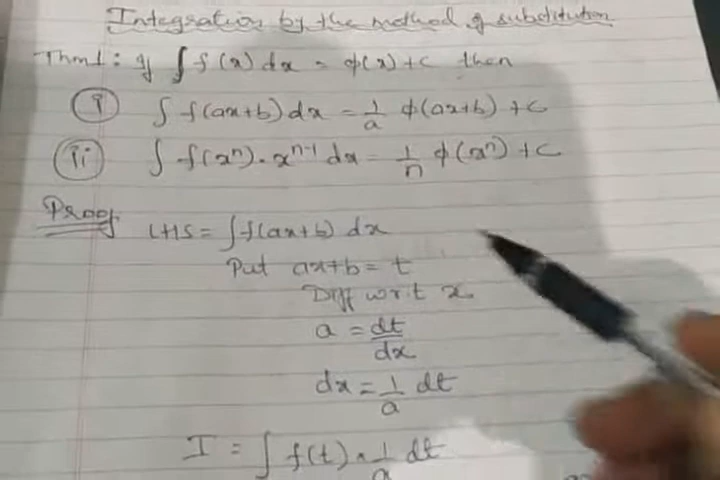 Integration by the method of substitution
Thm1: If ∫ f(x) dx = φ(x)+c then
(i) ∫ f(ax+b) dx = 1/a φ(ax+b) + c
(ii) ∫ f(xⁿ)·xⁿ⁻¹ dx = 1/n φ(xⁿ) + c
Proof
LHS = ∫ f(ax+b) dx
Put ax+b = t
Diff w.r.t x
a = dt/dx
dx = 1/a dt
I = ∫ f(t) × 1/a dt